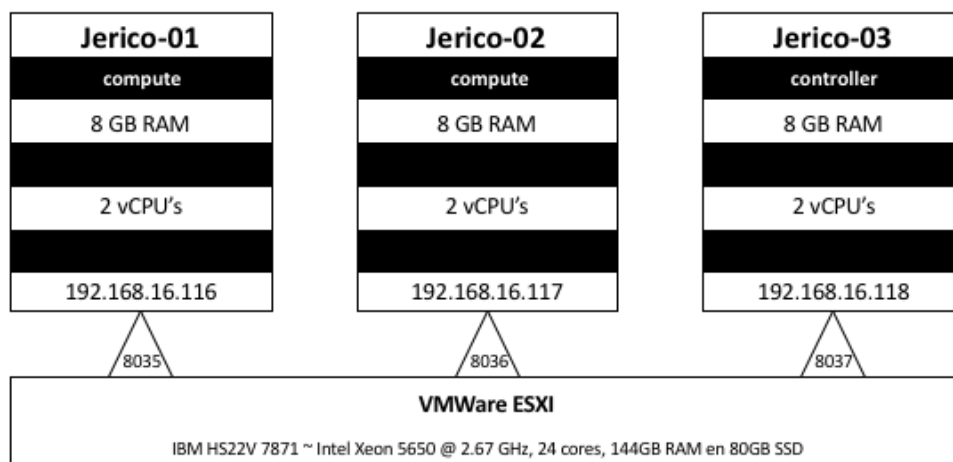 Jerico-01
compute
8 GB RAM
2 vCPU's
192.168.16.116
Jerico-02
compute
8 GB RAM
2 vCPU's
192.168.16.117
Jerico-03
controller
8 GB RAM
2 vCPU's
192.168.16.118
8035
8036
8037
VMWare ESXI
IBM HS22V 7871 ~ Intel Xeon 5650 @ 2.67 GHz, 24 cores, 144GB RAM en 80GB SSD